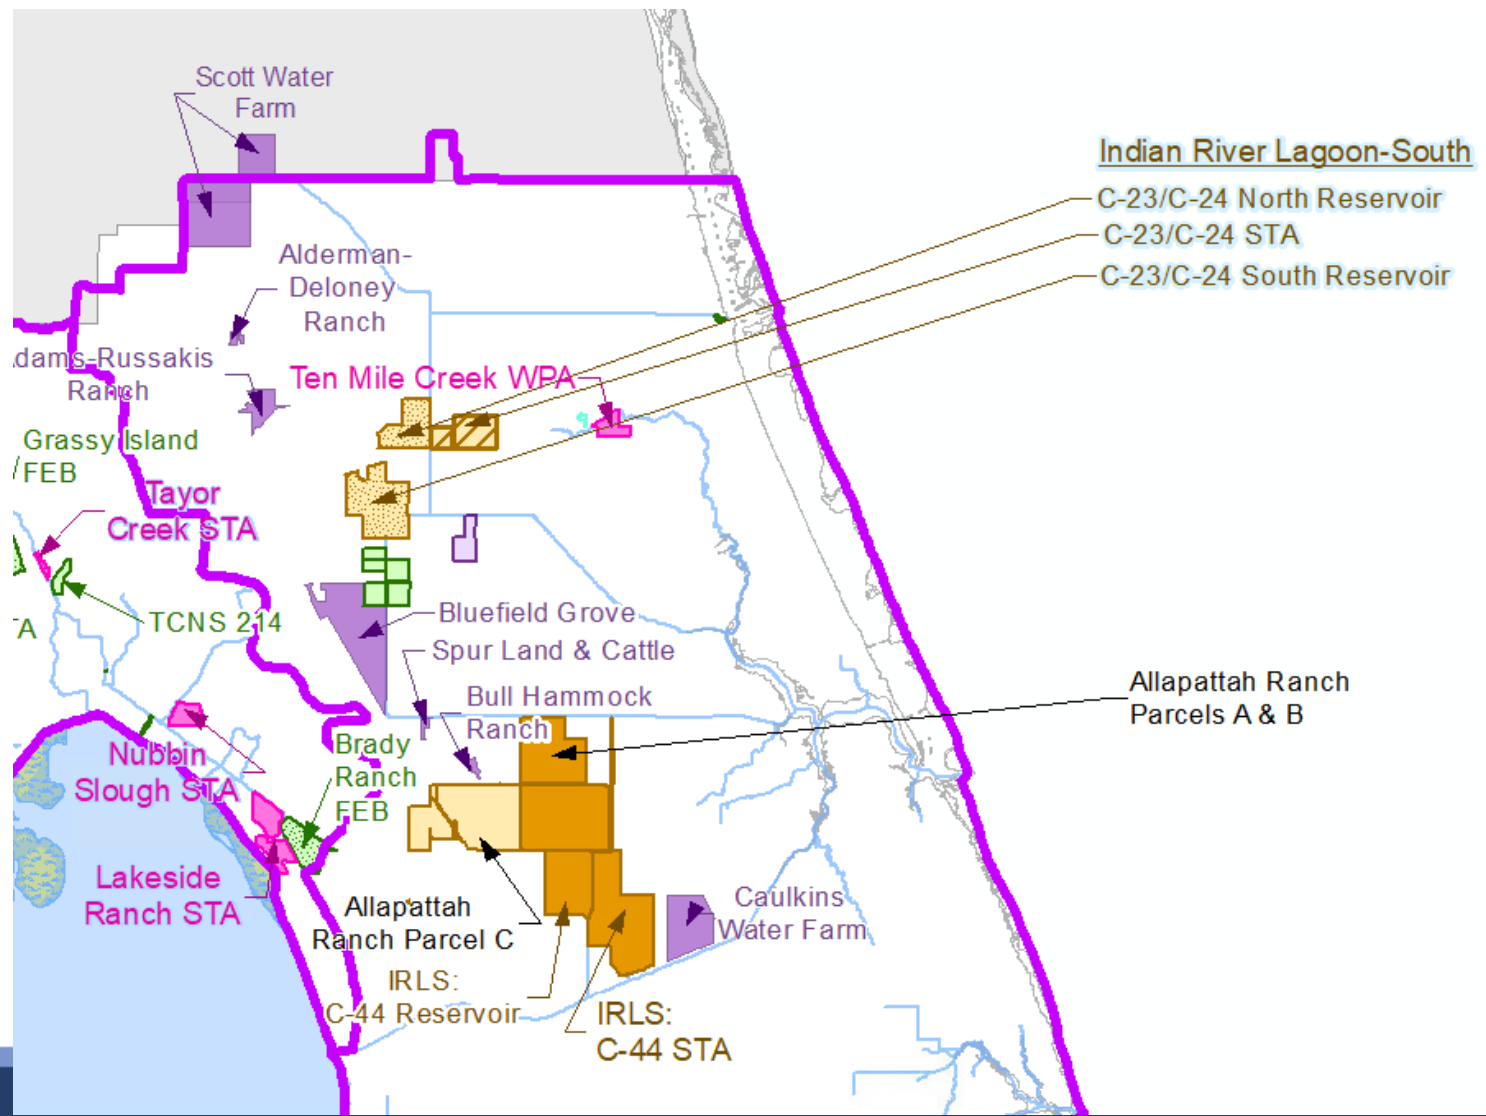 Scott Water
Farm
Indian River Lagoon-South
C-23/C-24 North Reservoir
C-23/C-24 STA
C-23/C-24 South Reservoir
Alderman-
Deloney
Ranch
dams-Russakis
Ranch
Ten Mile Creek WPA
Grassy Island
FEB
Tayor
Creek STA
TCNS 214
TA
Bluefield Grove
Spur Land & Cattle
Bull Hammock
Ranch
Allapattah Ranch
Parcels A & B
Nubbin
Slough STA
Brady
Ranch
FEB
Lakeside
Ranch STA
Allapattah
Ranch Parcel C
Caulkins
Water Farm
IRLS:
C-44 Reservoir
IRLS:
C-44 STA